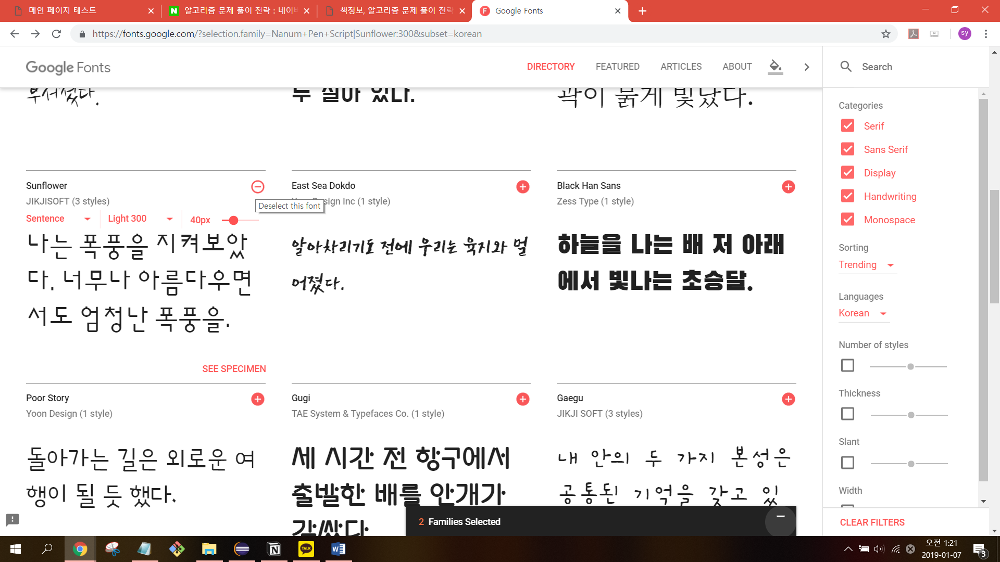 메인 페이지 테스트
알고리즘 문제 풀이 전략 : 네이버
책정보, 알고리즘 문제 풀이 전략
Google Fonts
https://fonts.google.com/?selection.family=Nanum+Pen+Script|Sunflower:300&subset=korean
sy
Google Fonts
DIRECTORY
FEATURED
ARTICLES
ABOUT
Search
부서졌다.
두 살아 있다.
곽이 붉게 빛났다.
Sunflower
JIKJISOFT (3 styles)
Deselect this font
Sentence
Light 300
40px
나는 폭풍을 지켜보았
다. 너무나 아름다우면
서도 엄청난 폭풍을.
SEE SPECIMEN
East Sea Dokdo
Design Inc (1 style)
알아차리기도 전에 우리는 육지와 멀
어졌다.
Black Han Sans
Zess Type (1 style)
하늘을 나는 배 저 아래
에서 빛나는 초승달.
Poor Story
Yoon Design (1 style)
돌아가는 길은 외로운 여
행이 될 듯 했다.
Gugi
TAE System & Typefaces Co. (1 style)
세 시간 전 항구에서
출발한 배를 안개가
감쌌다
Gaegu
JIKJI SOFT (3 styles)
내 안의 두 가지 본성은
공통된 기억을 갖고 있
2 Families Selected
Categories
Serif
Sans Serif
Display
Handwriting
Monospace
Sorting
Trending
Languages
Korean
Number of styles
Thickness
Slant
Width
CLEAR FILTERS
TALK
오전 1:21
2019-01-07
3